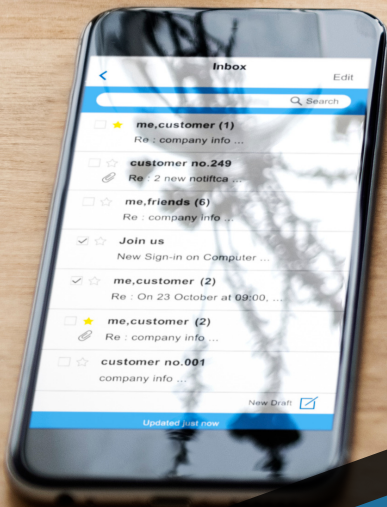 Inbox
Edit
Search
me,customer (1)
Re : company info ...
customer no.249
Re : 2 new notiftca ...
me,friends (6)
Re : company info ...
Join us
New Sign-in on Computer ...
me,customer (2)
Re : On 23 October at 09:00, ...
me,customer (2)
Re : company info ...
customer no.001
company info ...
New Draft
Updated just now